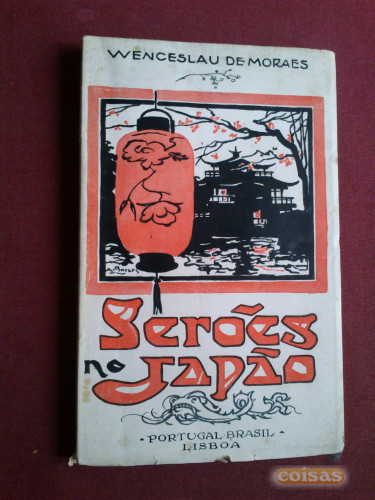 WENCESLAU DE MORAES
Serões
no Japão
· PORTUGAL-BRASIL ·
LISBOA
coisas